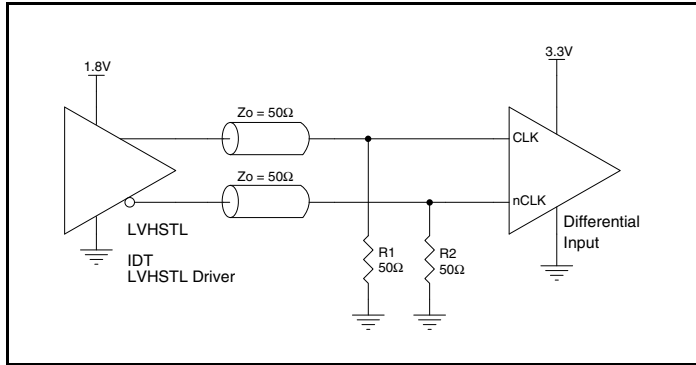 1.8V
3.3V
Zo = 50Ω
CLK
Zo = 50Ω
nCLK
LVHSTL
IDT
LVHSTL Driver
R1
50Ω
R2
50Ω
Differential
Input